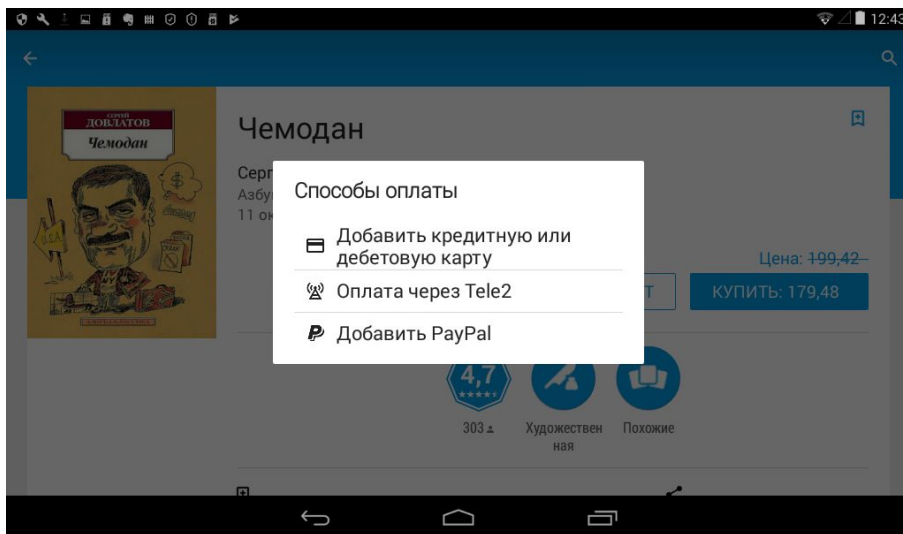 12:43
СЕРГЕЙ
ДОВЛАТОВ
Чемодан
Чемодан
Серг
Азбу
11 ок
Способы оплаты
Добавить кредитную или
дебетовую карту
Оплата через Tele2
Добавить PayPal
Цена: 199,42
Т
КУПИТЬ: 179,48
4,7
303
Художествен
ная
Похожие